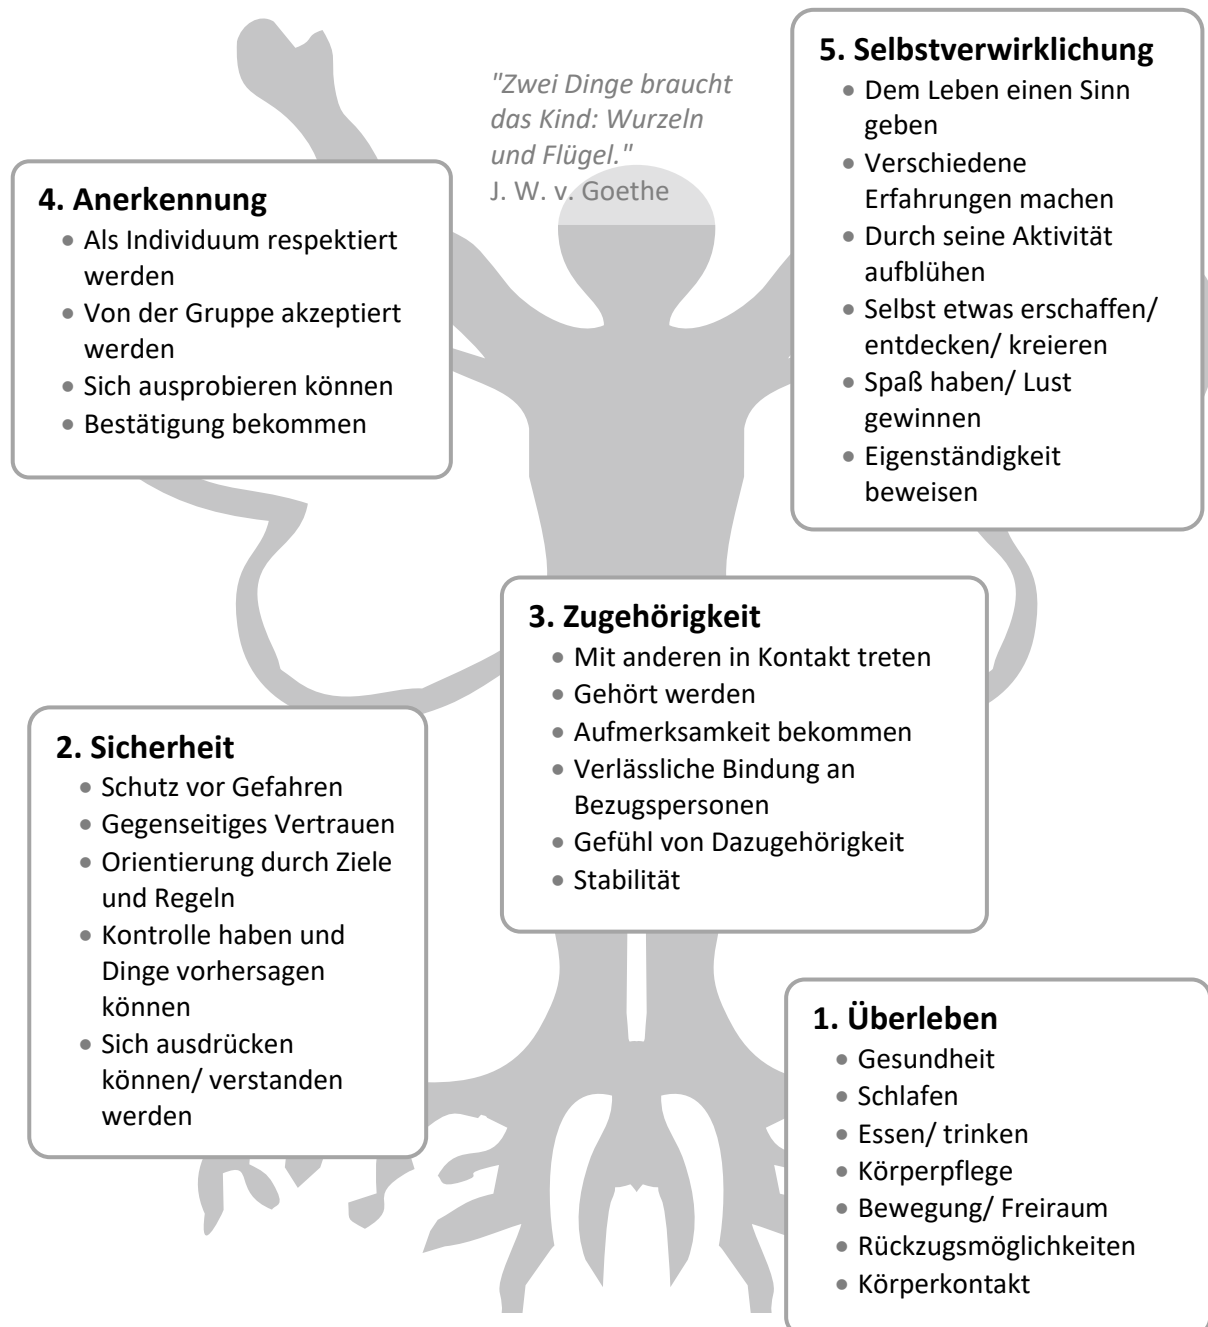 "Zwei Dinge braucht
das Kind: Wurzeln
und Flügel."
J. W. v. Goethe
5. Selbstverwirklichung
• Dem Leben einen Sinn
geben
• Verschiedene
Erfahrungen machen
• Durch seine Aktivität
aufblühen
• Selbst etwas erschaffen/
entdecken/ kreieren
• Spaß haben/ Lust
gewinnen
• Eigenständigkeit
beweisen
4. Anerkennung
• Als Individuum respektiert
werden
• Von der Gruppe akzeptiert
werden
• Sich ausprobieren können
• Bestätigung bekommen
3. Zugehörigkeit
• Mit anderen in Kontakt treten
• Gehört werden
• Aufmerksamkeit bekommen
• Verlässliche Bindung an
Bezugspersonen
• Gefühl von Dazugehörigkeit
• Stabilität
2. Sicherheit
• Schutz vor Gefahren
• Gegenseitiges Vertrauen
• Orientierung durch Ziele
und Regeln
• Kontrolle haben und
Dinge vorhersagen
können
• Sich ausdrücken
können/ verstanden
werden
1. Überleben
• Gesundheit
• Schlafen
• Essen/ trinken
• Körperpflege
• Bewegung/ Freiraum
• Rückzugsmöglichkeiten
• Körperkontakt